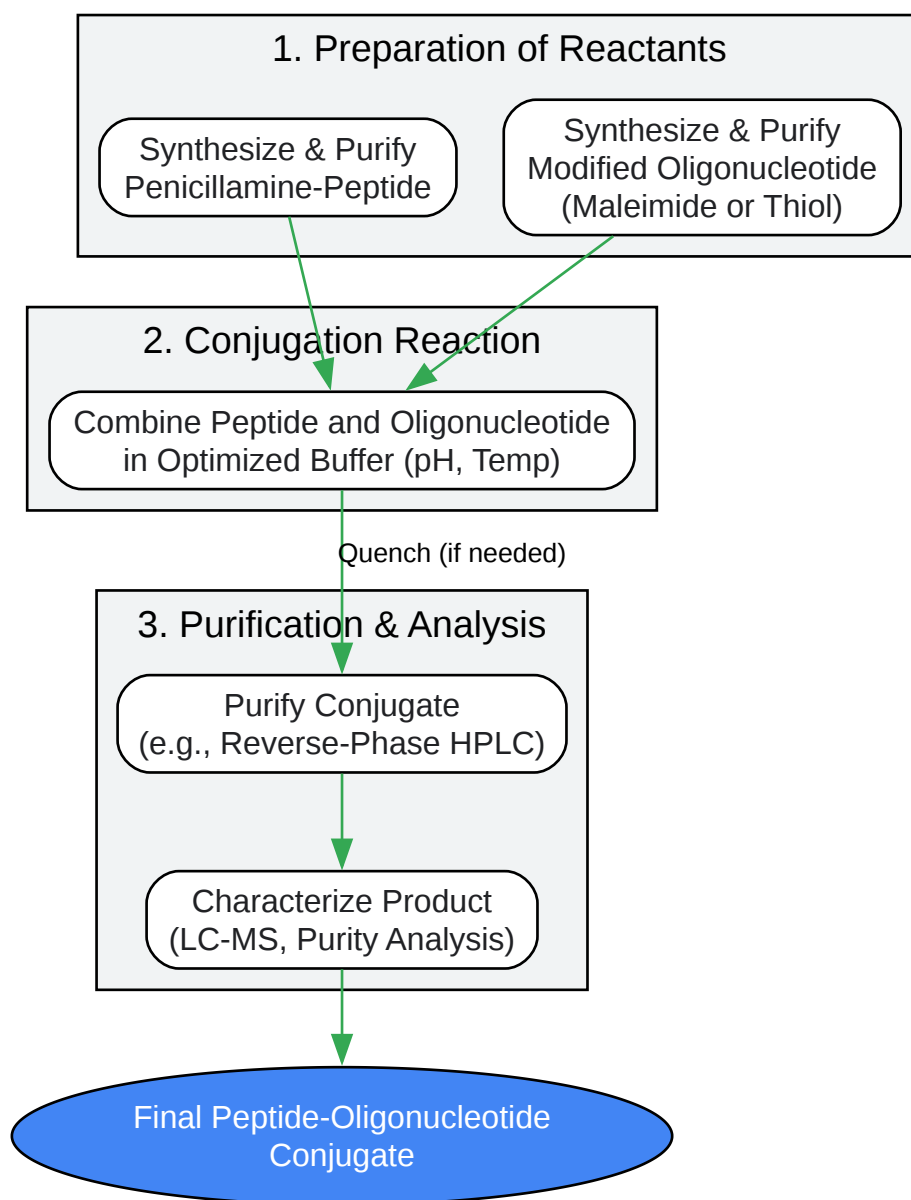 1. Preparation of Reactants
Synthesize & Purify
Penicillamine-Peptide
Synthesize & Purify
Modified Oligonucleotide
(Maleimide or Thiol)
2. Conjugation Reaction
Combine Peptide and Oligonucleotide
in Optimized Buffer (pH, Temp)
Quench (if needed)
3. Purification & Analysis
Purify Conjugate
(e.g., Reverse-Phase HPLC)
Characterize Product
(LC-MS, Purity Analysis)
Final Peptide-Oligonucleotide
Conjugate